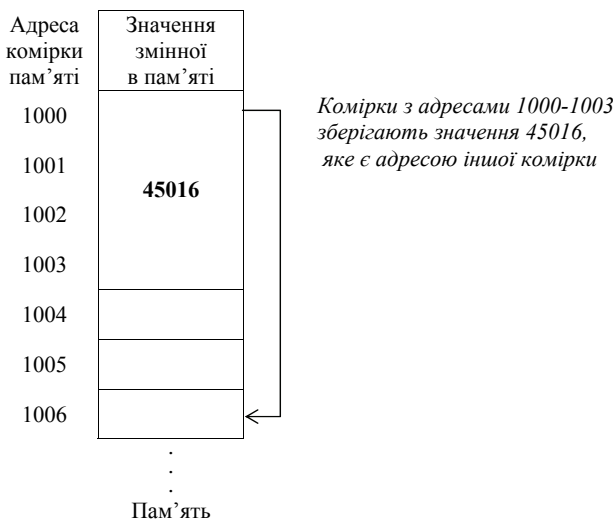 Адреса
комірки
пам’яті
Значення
змінної
в пам’яті
1000
1001
1002
1003
1004
1005
1006
45016
Комірки з адресами 1000-1003
зберігають значення 45016,
яке є адресою іншої комірки
.
.
.
Пам’ять